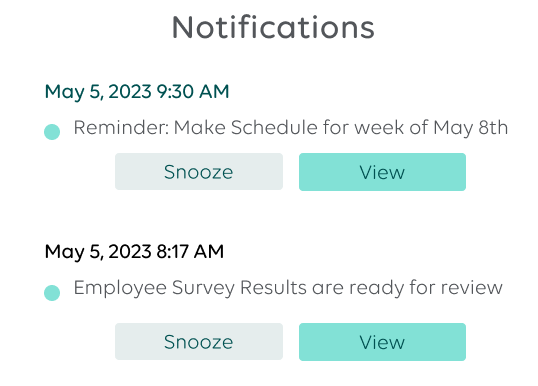 Notifications
May 5, 2023 9:30 AM
Reminder: Make Schedule for week of May 8th
Snooze View
May 5, 2023 8:17 AM
Employee Survey Results are ready for review
Snooze View